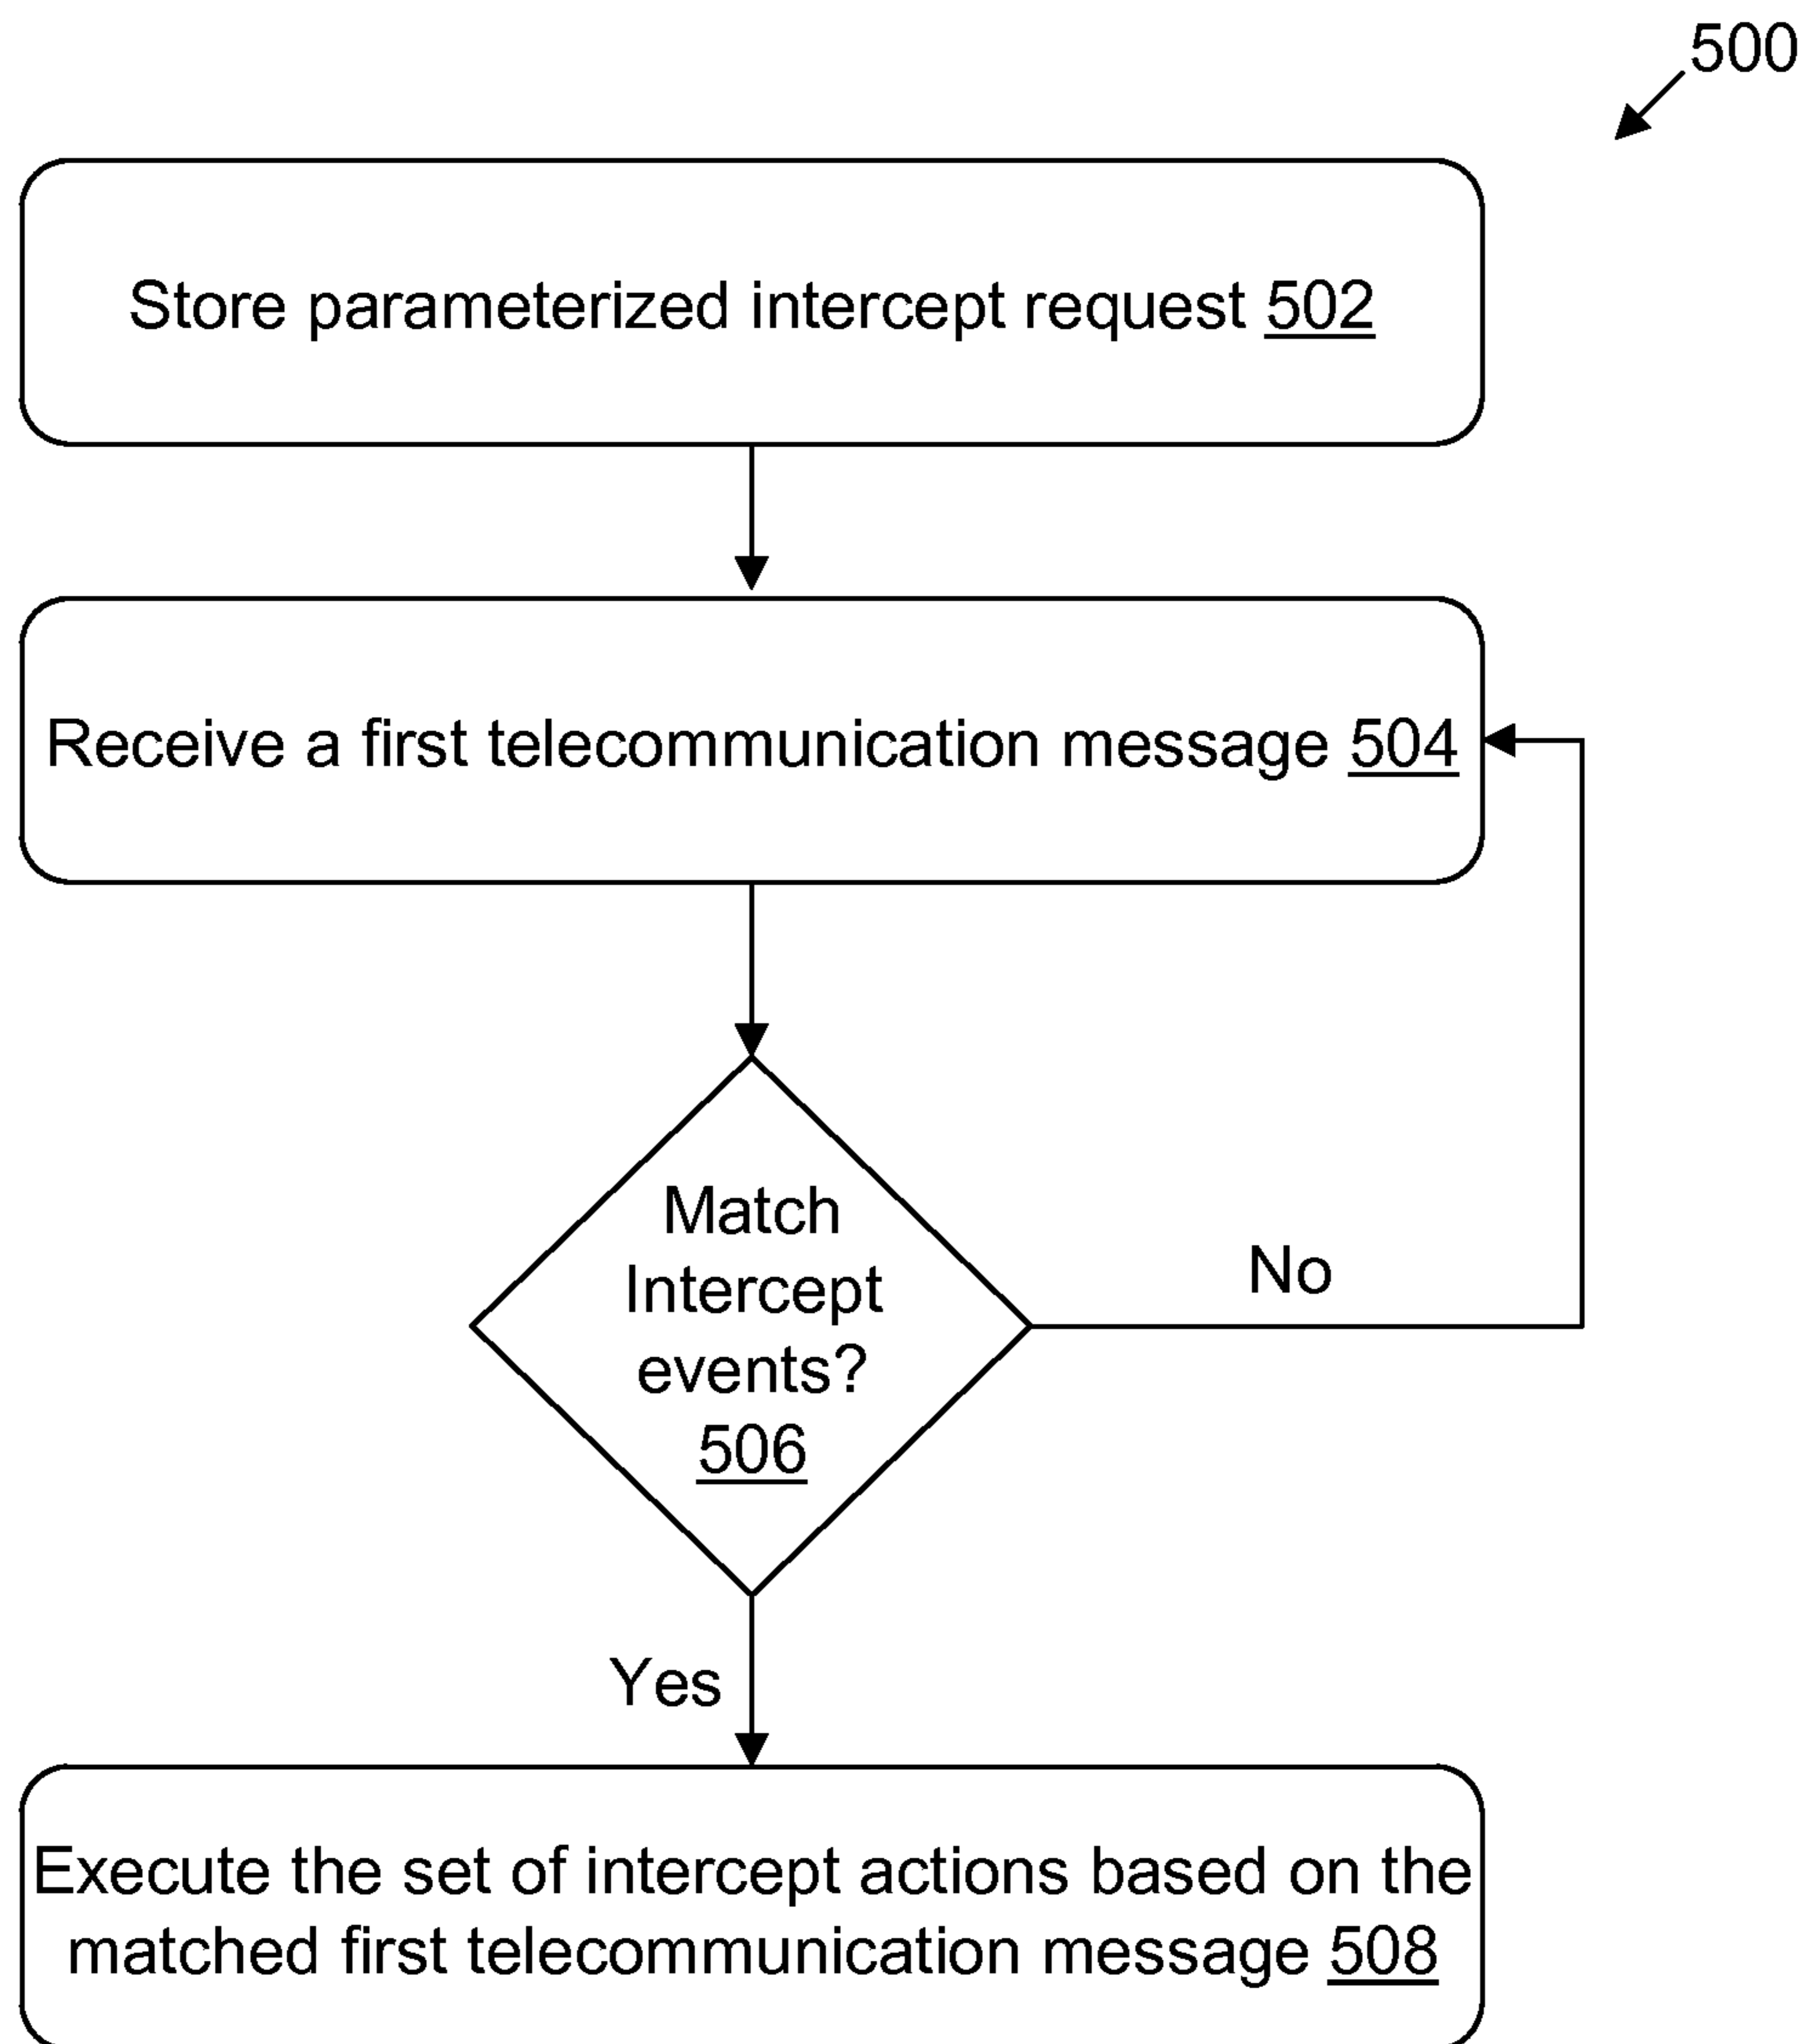 500
Store parameterized intercept request 502
Receive a first telecommunication message 504
Match
Intercept
events?
506
No
Yes
Execute the set of intercept actions based on the
matched first telecommunication message 508